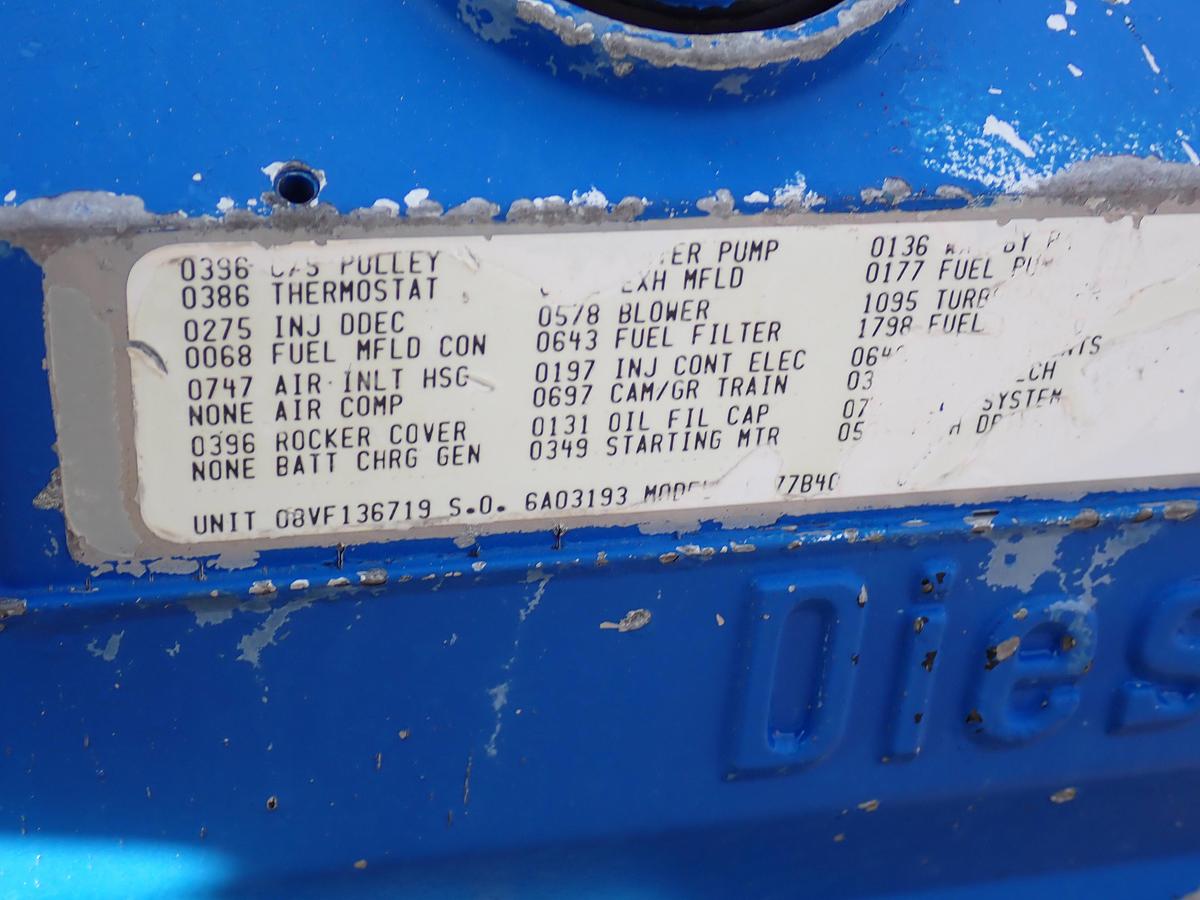 0396 C/S PULLEY
0386 THERMOSTAT
0275 INJ DDEC
0068 FUEL MFLD CON
0747 AIR INLT HSG
NONE AIR COMP
0396 ROCKER COVER
NONE BATT CHRG GEN
PUMP
EXH MFLD
0578 BLOWER
0643 FUEL FILTER
0197 INJ CONT ELEC
0697 CAM/GR TRAIN
0131 OIL FIL CAP
0349 STARTING MTR
0136
0177 FUEL
1095
1798 FUEL
SYSTEM
UNIT 08VF136719 S.O. 6A03193
Dies